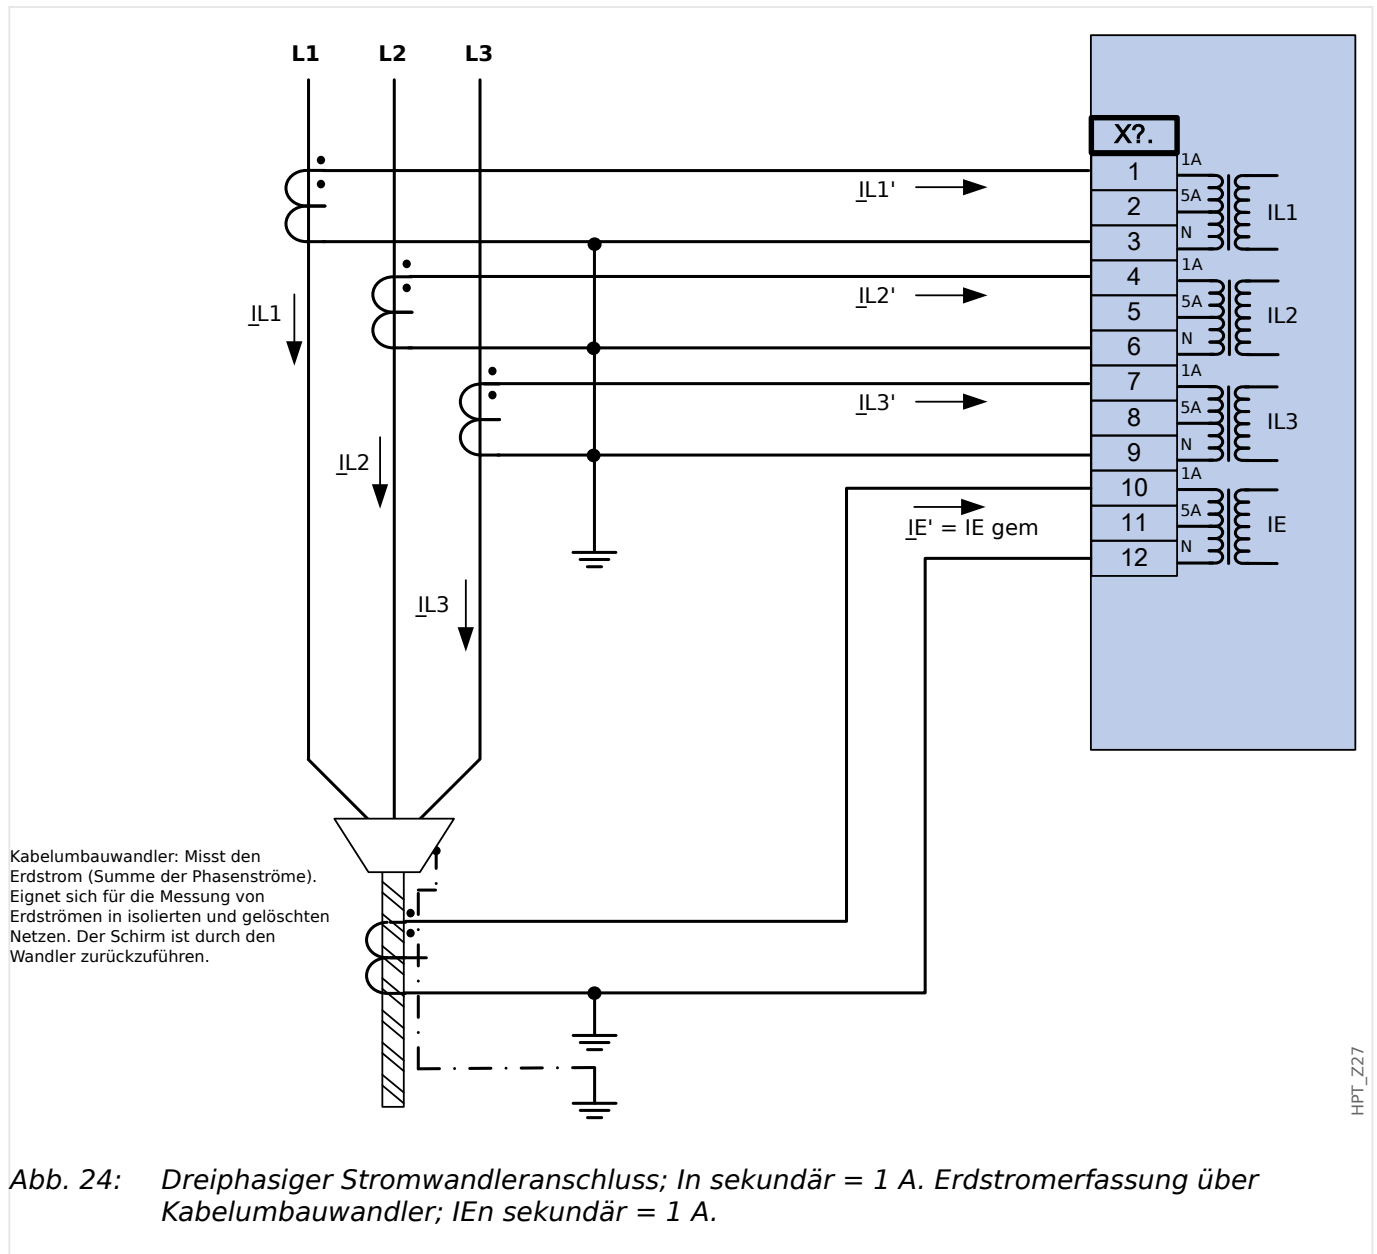 L1 L2 L3
X?.
1 1A
IL1'
2 5A IL1
3 N
4 1A
IL2'
5 5A IL2
IL1
6 N
7 1A
IL3'
8 5A IL3
9 N
IL2
10 1A
IE' = IE gem
11 5A IE
12 N
IL3
Kabelumbauwandler: Misst den
Erdstrom (Summe der Phasenströme).
Eignet sich für die Messung von
Erdströmen in isolierten und gelöschten
Netzen. Der Schirm ist durch den
Wandler zurückzuführen.
HPT_Z27
Abb. 24: Dreiphasiger Stromwandleranschluss; In sekundär = 1 A. Erdstromerfassung über
Kabelumbauwandler; IEn sekundär = 1 A.